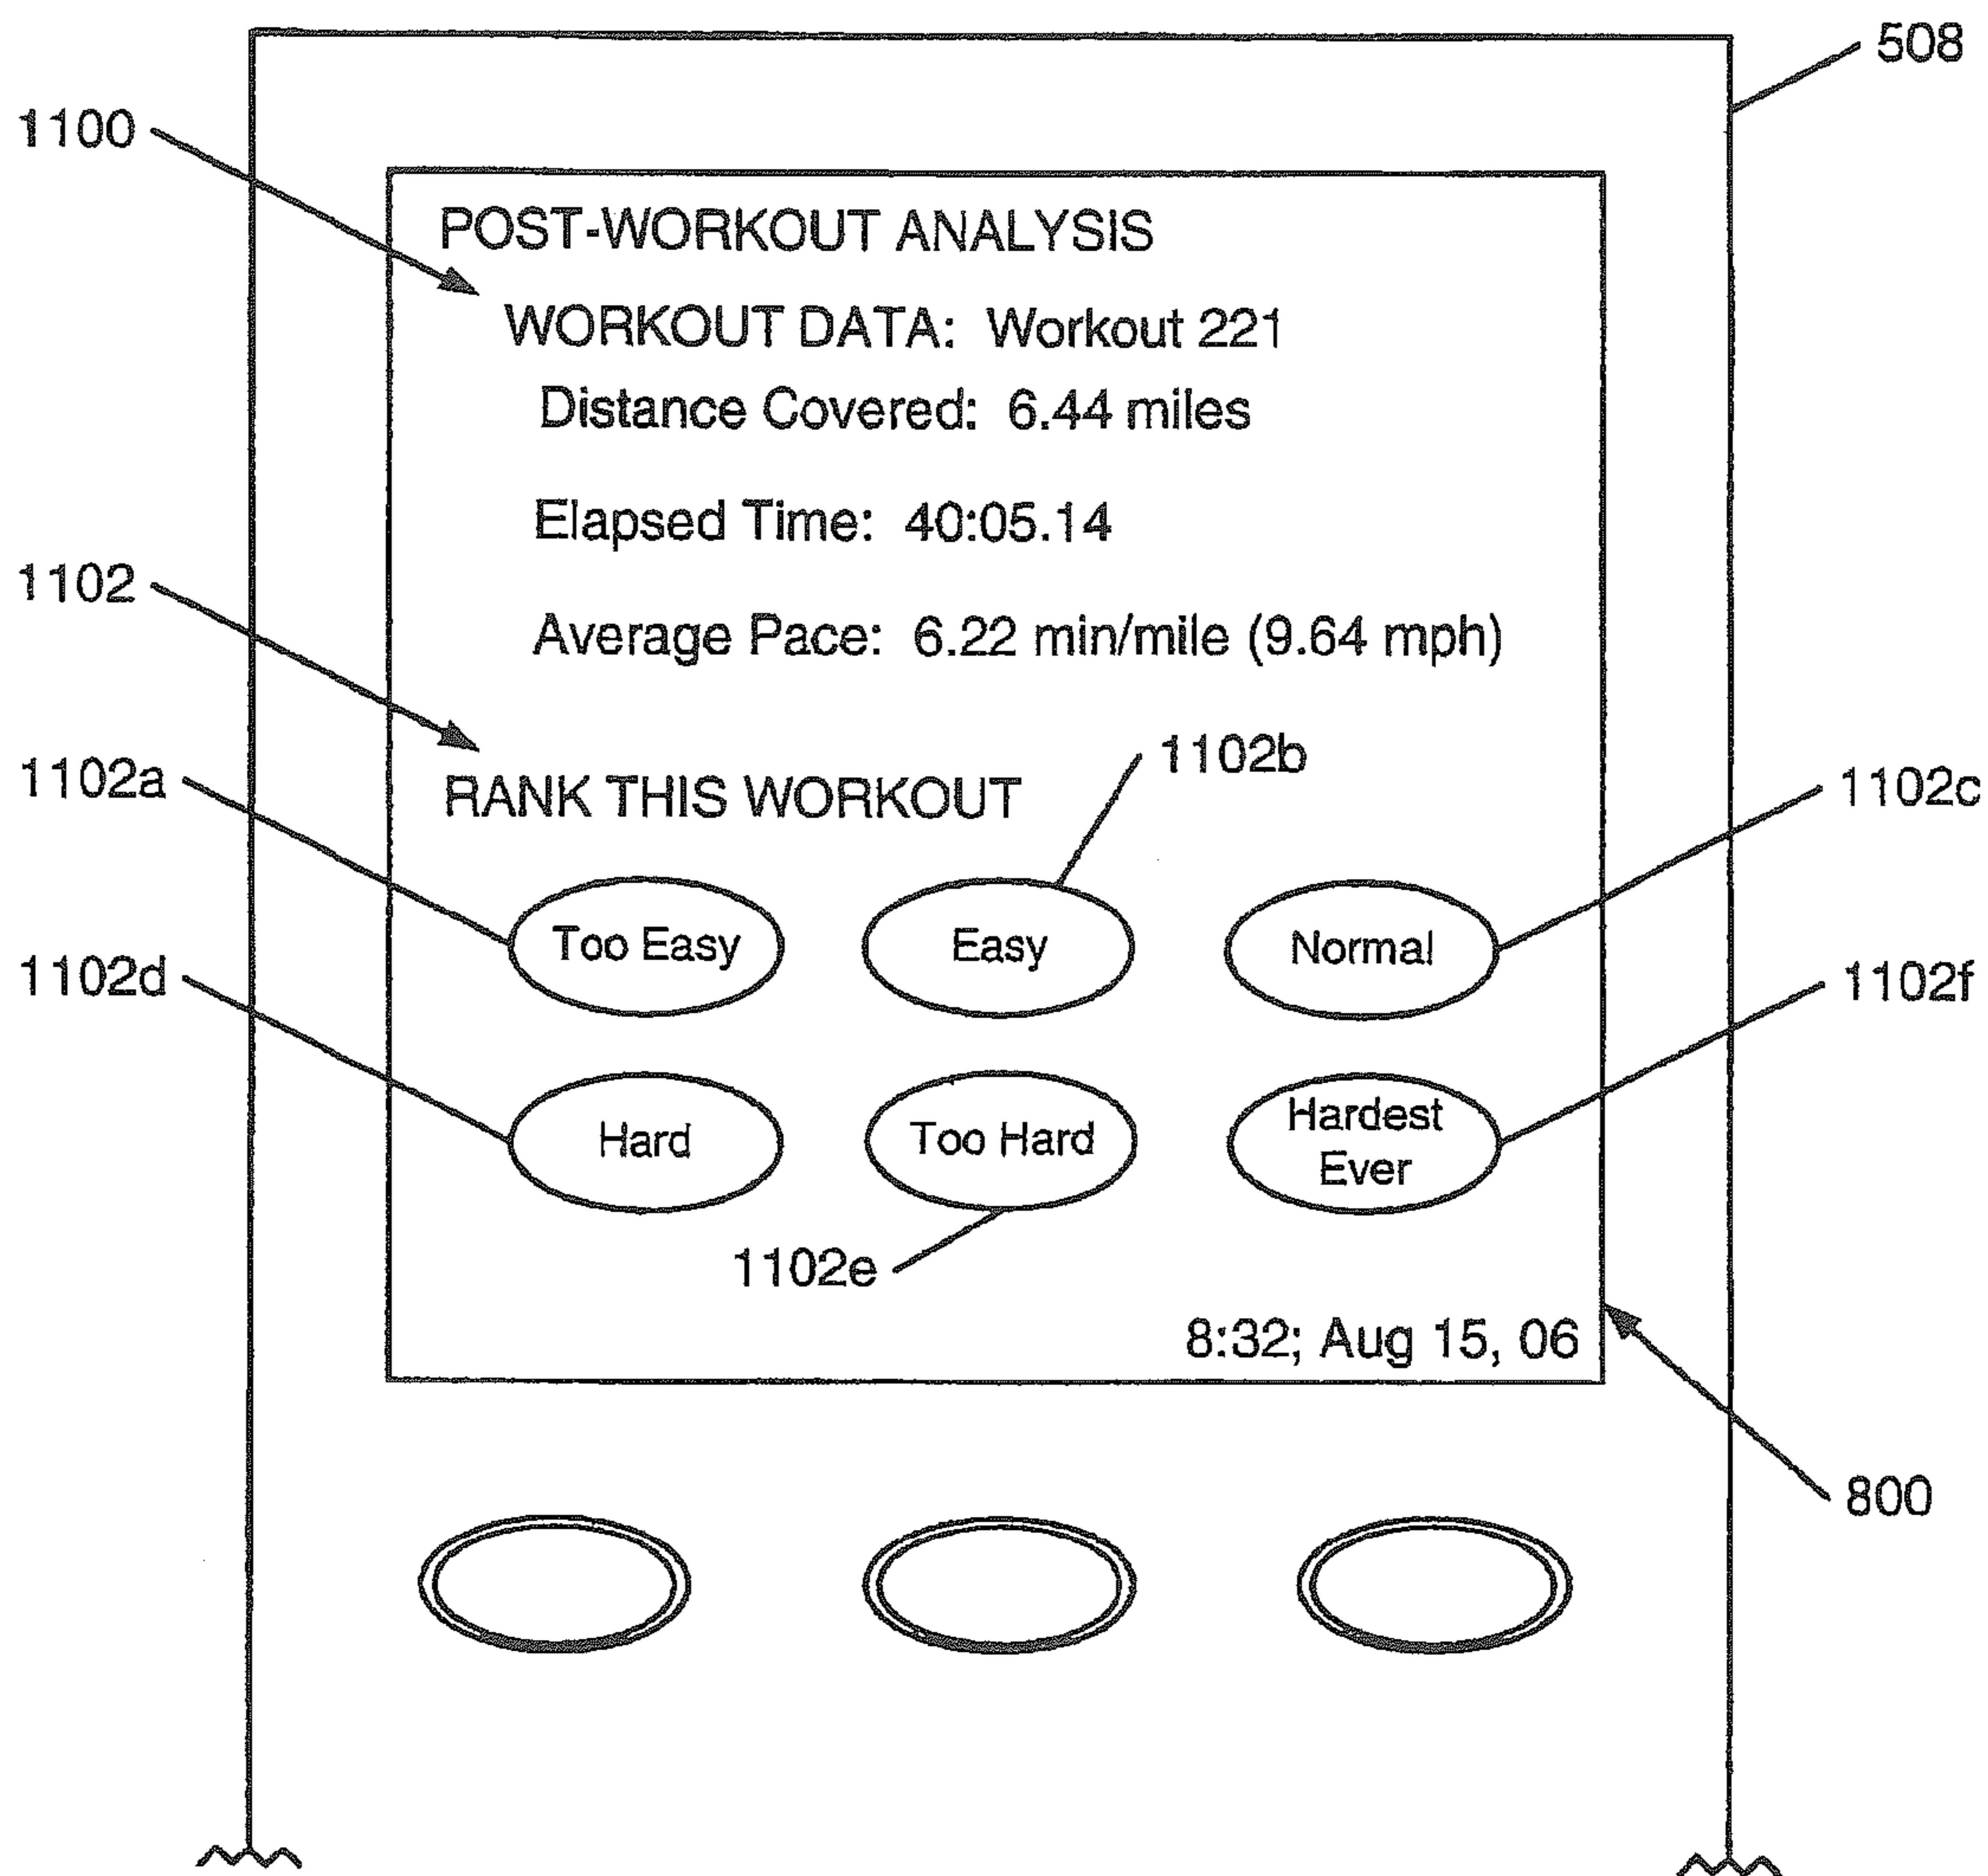 508
1100
POST-WORKOUT ANALYSIS
WORKOUT DATA: Workout 221
Distance Covered: 6.44 miles
Elapsed Time: 40:05.14
1102
Average Pace: 6.22 min/mile (9.64 mph)
1102b
1102a
RANK THIS WORKOUT
1102c
Too Easy
Easy
Normal
1102d
1102f
Hard
Too Hard
Hardest
Ever
1102e
8:32; Aug 15, 06
800